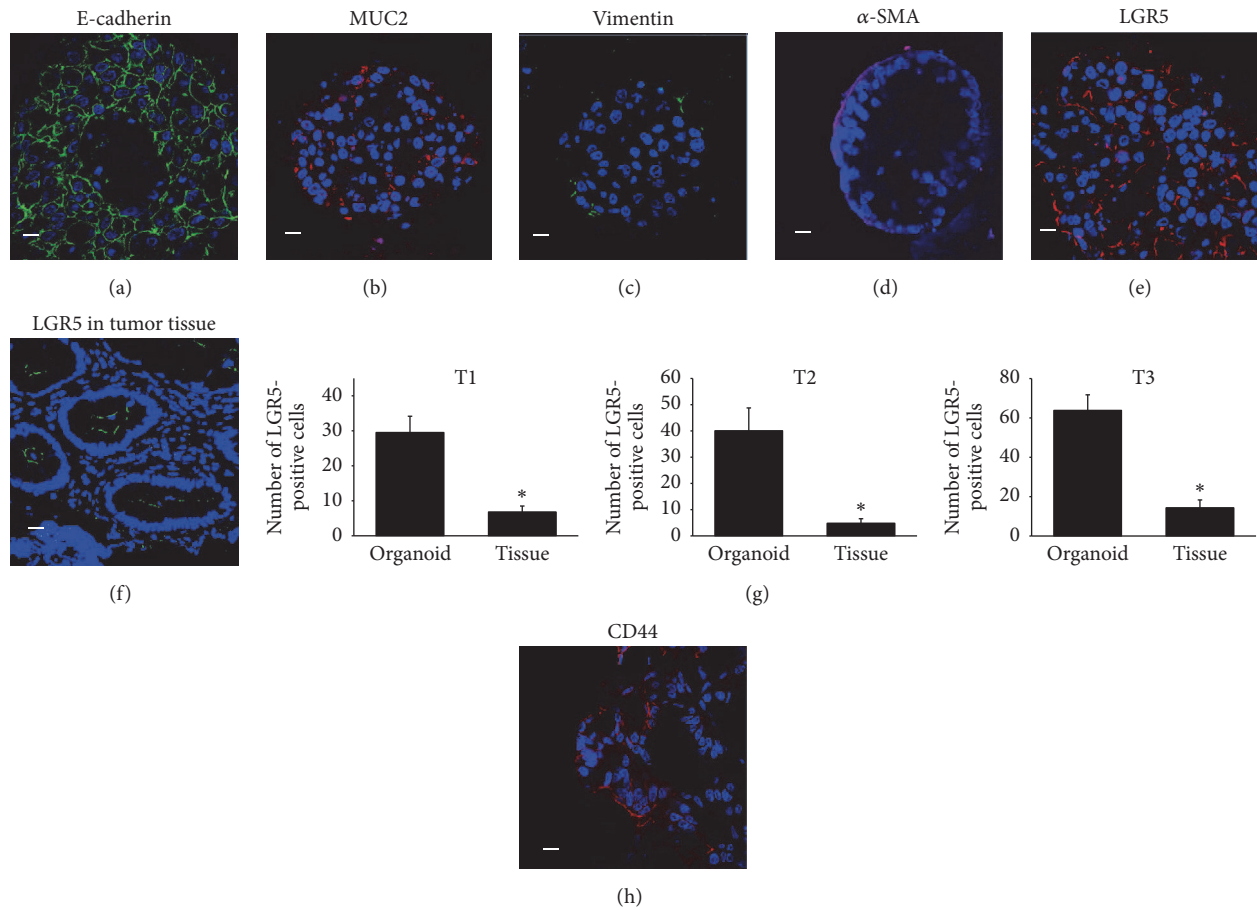 E-cadherin
MUC2
Vimentin
α-SMA
LGR5
(a)
(b)
(c)
(d)
(e)
LGR5 in tumor tissue
(f)
Number of LGR5-
positive cells
40
30
20
10
0
T1
*
Organoid
Tissue
Number of LGR5-
positive cells
60
50
40
30
20
10
0
T2
*
Organoid
Tissue
Number of LGR5-
positive cells
80
60
40
20
0
T3
*
Organoid
Tissue
(g)
CD44
(h)